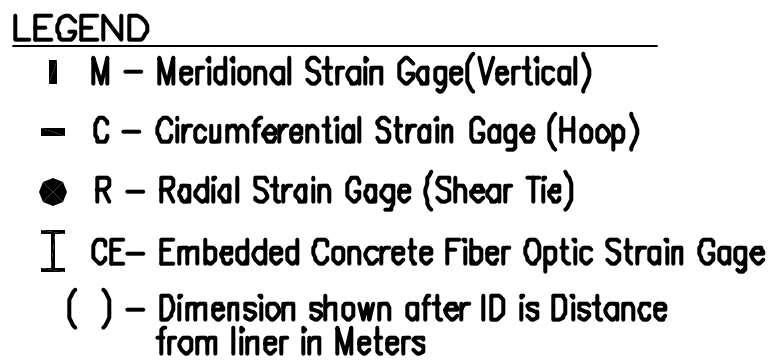 LEGEND
M – Meridional Strain Gage(Vertical)
C – Circumferential Strain Gage (Hoop)
R – Radial Strain Gage (Shear Tie)
CE– Embedded Concrete Fiber Optic Strain Gage
( ) – Dimension shown after ID is Distance
from liner in Meters